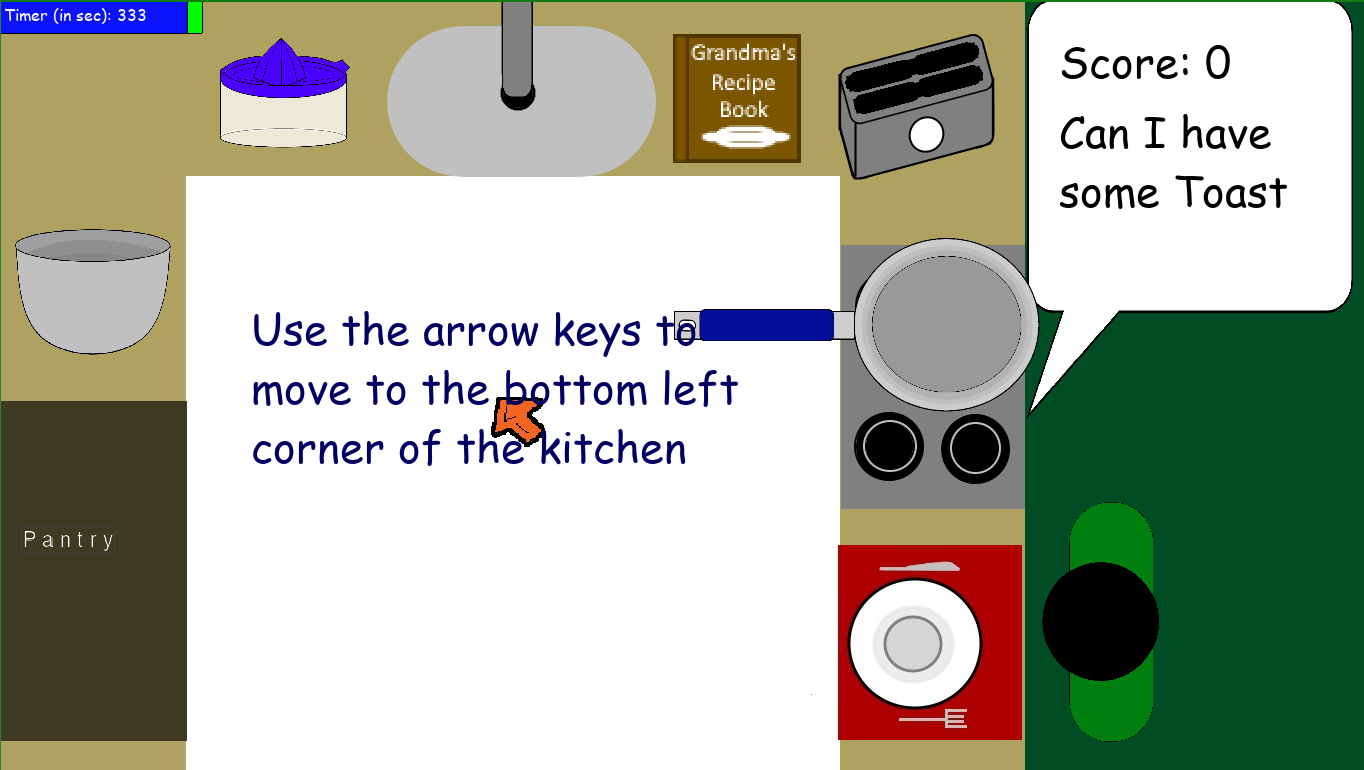 Timer (in sec): 333
Grandma's
Recipe
Book
Score: 0
Can I have
some Toast
Use the arrow keys to
move to the bottom left
corner of the kitchen
Pantry